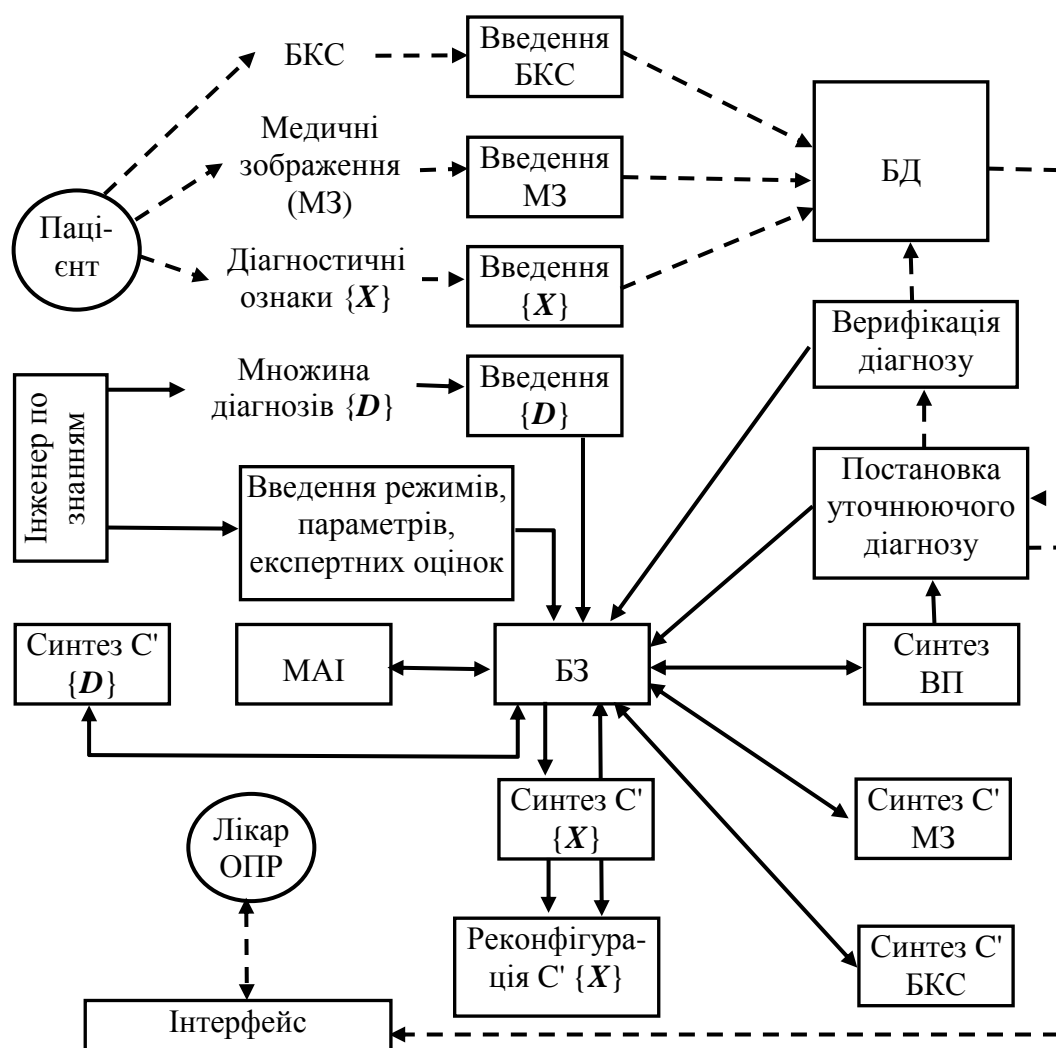 БКС
Введення
БКС
Медичні
зображення
(МЗ)
Введення
МЗ
БД
Паці-
єнт
Діагностичні
ознаки {X}
Введення
{X}
Верифікація
діагнозу
Інженер по
знанням
Множина
діагнозів {D}
Введення
{D}
Введення режимів,
параметрів,
експертних оцінок
Постановка
уточнюючого
діагнозу
Синтез С'
{D}
МАІ
БЗ
Синтез
ВП
Синтез С'
{X}
Синтез С'
МЗ
Лікар
ОПР
Реконфігура-
ція С' {X}
Синтез С'
БКС
Інтерфейс